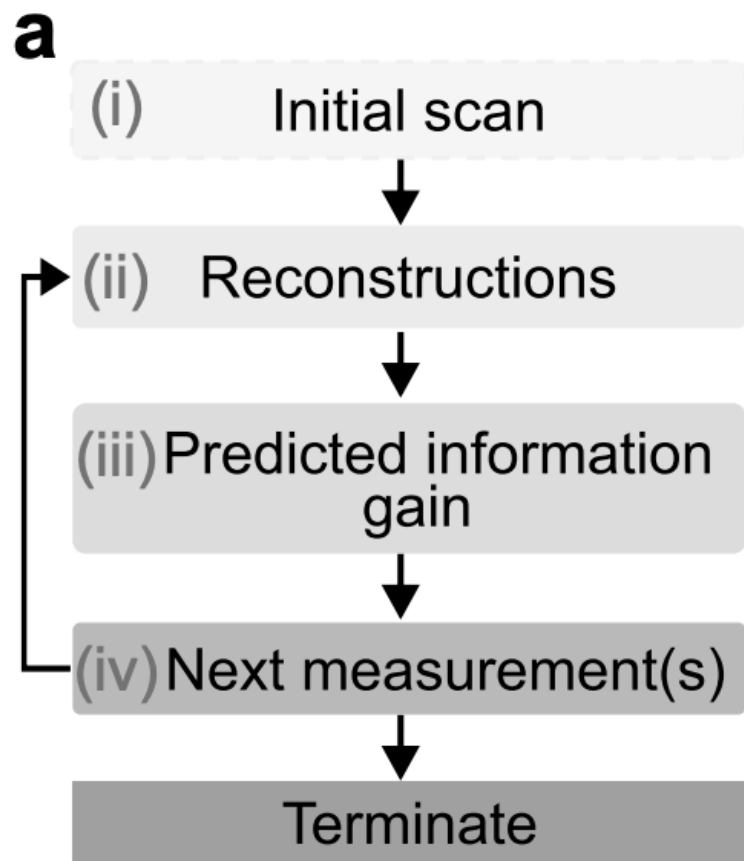 a
(i) Initial scan
(ii) Reconstructions
(iii) Predicted information
gain
(iv) Next measurement(s)
Terminate